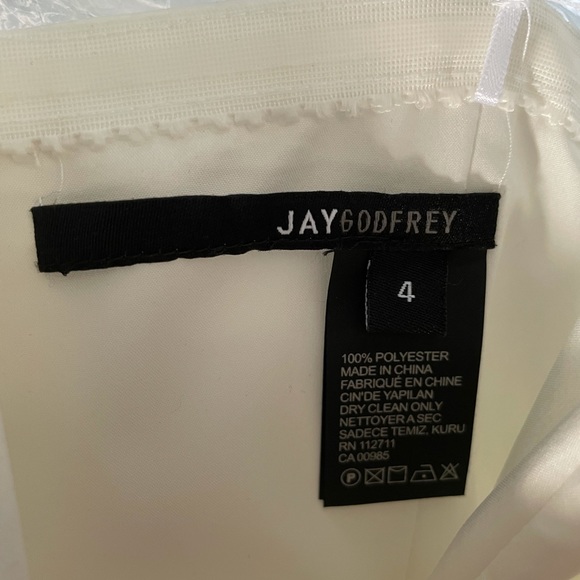 JAYGODFREY
4
100% POLYESTER
MADE IN CHINA
FABRIQUÉ EN CHINE
CIN'DE YAPILAN
DRY CLEAN ONLY
NETTOYER A SEC
SADECE TEMIZ, KURU
RN 112711
CA 00985
P